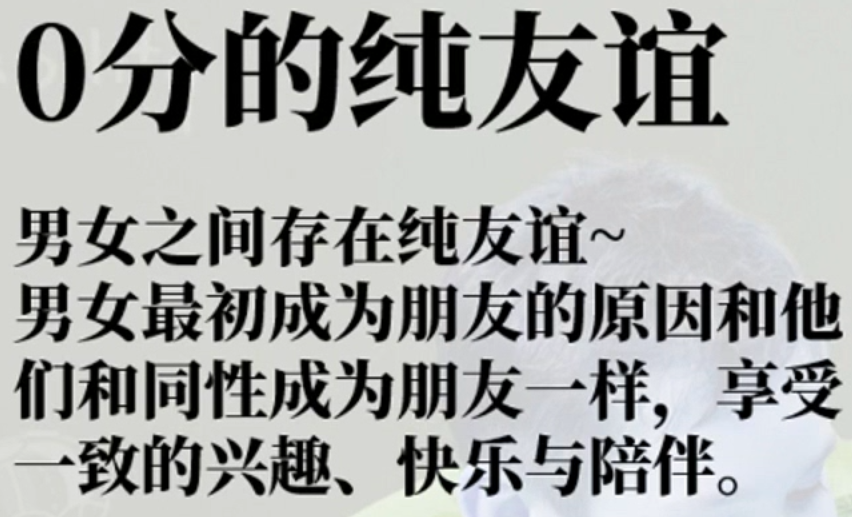 0分的纯友谊
男女之间存在纯友谊~
男女最初成为朋友的原因和他
们和同性成为朋友一样，享受
一致的兴趣、快乐与陪伴。